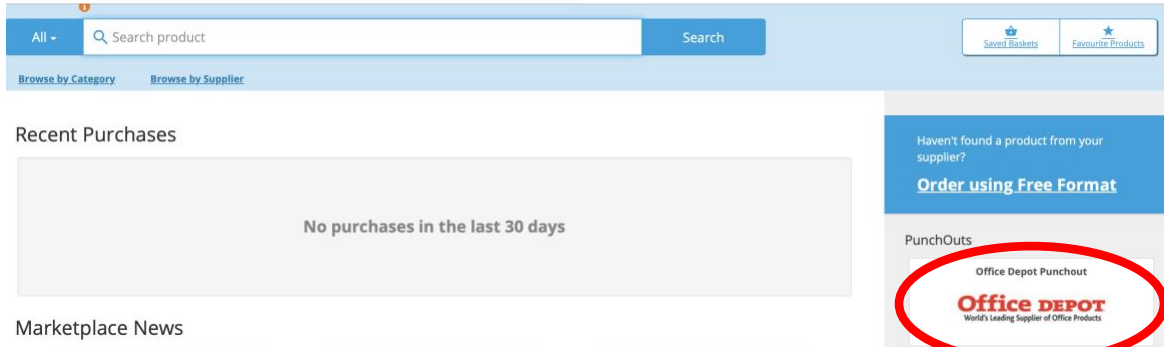 1
All
Search product
Search
Saved Baskets
Favourite Products
Browse by Category
Browse by Supplier
Recent Purchases
No purchases in the last 30 days
Haven't found a product from your
supplier?
Order using Free Format
PunchOuts
Office Depot Punchout
Office DEPOT
World's Leading Supplier of Office Products
Marketplace News